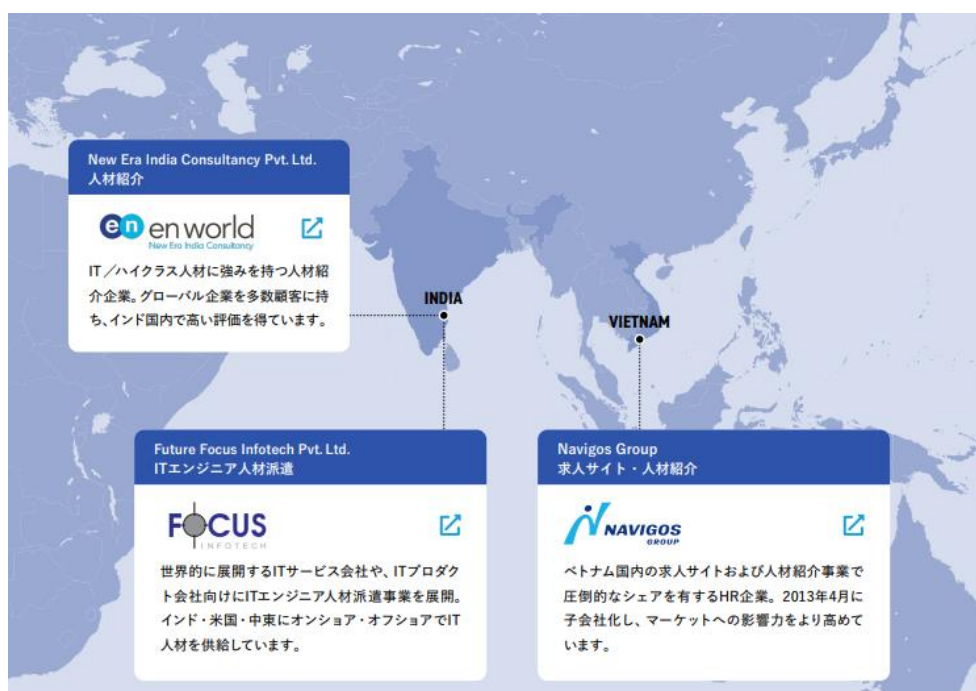 New Era India Consultancy Pvt. Ltd.
人材紹介
en en world
New Era India Consultancy
IT／ハイクラス人材に強みを持つ人材紹
介企業。グローバル企業を多数顧客に持
ち、インド国内で高い評価を得ています。
INDIA
VIETNAM
Future Focus Infotech Pvt. Ltd.
ITエンジニア人材派遣
FOCUS
INFOTECH
世界的に展開するITサービス会社や、ITプロダク
ト会社向けにITエンジニア人材派遣事業を展開。
インド・米国・中東にオンショア・オフショアでIT
人材を供給しています。
Navigos Group
求人サイト・人材紹介
NAVIGOS
GROUP
ベトナム国内の求人サイトおよび人材紹介事業で
圧倒的なシェアを有するHR企業。2013年4月に
子会社化し、マーケットへの影響力をより高めて
います。